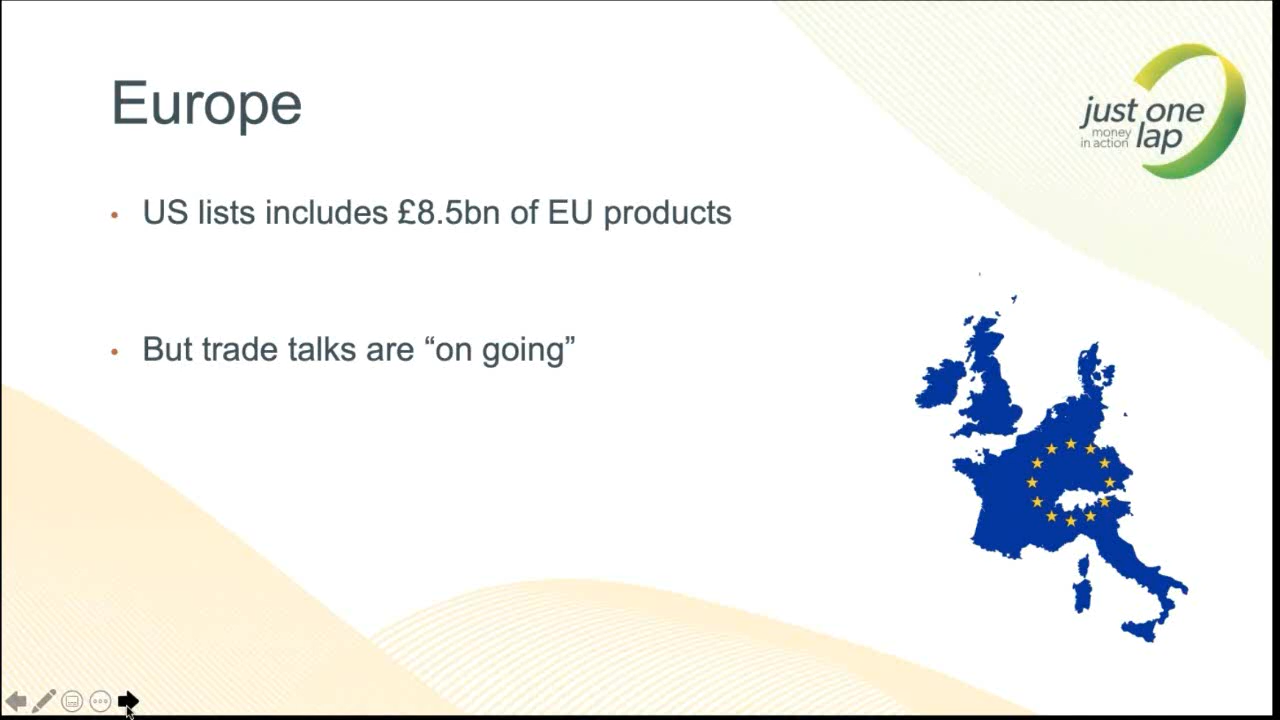 Europe
just one
money
in action lap
• US lists includes £8.5bn of EU products
• But trade talks are “on going”